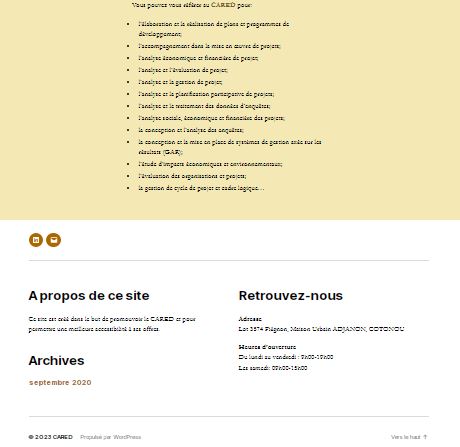 Vous pouvez vous référez au CARED pour:
l'élaboration et la réalisation de plans et programmes de
développement;
l'accompagnement dans la mise en œuvre de projets;
l'analyse économique et financière de projet;
l'analyse et l'évaluation de projet;
l'analyse et la gestion de projet;
l'analyse et la planification participative de projets;
l'analyse et le traitement des données d'enquêtes;
l'analyse sociale, économique et financière des projets;
la conception et l'analyse des enquêtes;
la conception et la mise en place de systèmes de gestion axée sur les
résultats (GAR);
l'étude d'impacts économiques et environnementaux;
l'évaluation des organisations et projets;
la gestion de cycle de projet et cadre logique…
A propos de ce site
Ce site est créé dans le but de promouvoir le CARED et pour
permettre une meilleure accessibilité à ses offres.
Archives
septembre 2020
Retrouvez-nous
Adresse
Lot 3574 Fiégnon, Maison Urbain ADJANON, COTONOU
Heures d'ouverture
Du lundi au vendredi : 9h00-19h00
Les samedi: 09h00-15h00
© 2023 CARED Propulsé par WordPress
Vers le haut ↑